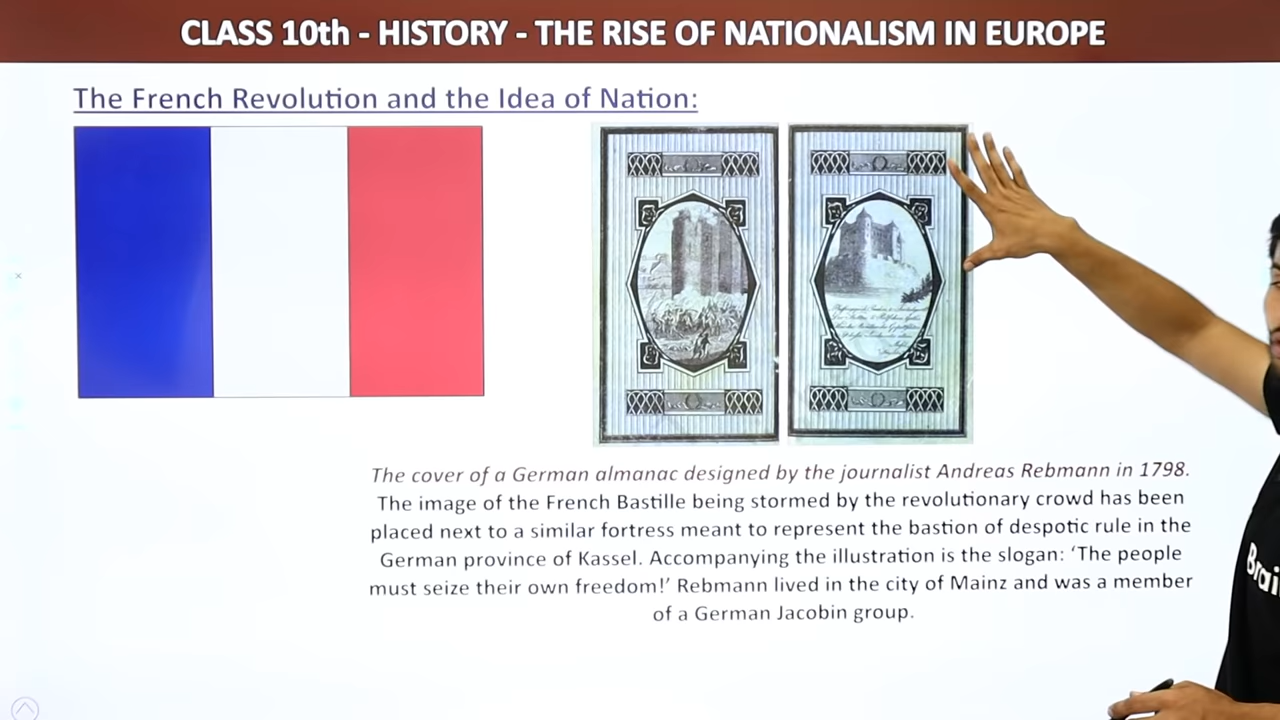 CLASS 10th - HISTORY - THE RISE OF NATIONALISM IN EUROPE
The French Revolution and the Idea of Nation:
The cover of a German almanac designed by the journalist Andreas Rebmann in 1798.
The image of the French Bastille being stormed by the revolutionary crowd has been
placed next to a similar fortress meant to represent the bastion of despotic rule in the
German province of Kassel. Accompanying the illustration is the slogan: ‘The people
must seize their own freedom!’ Rebmann lived in the city of Mainz and was a member
of a German Jacobin group.
Brai